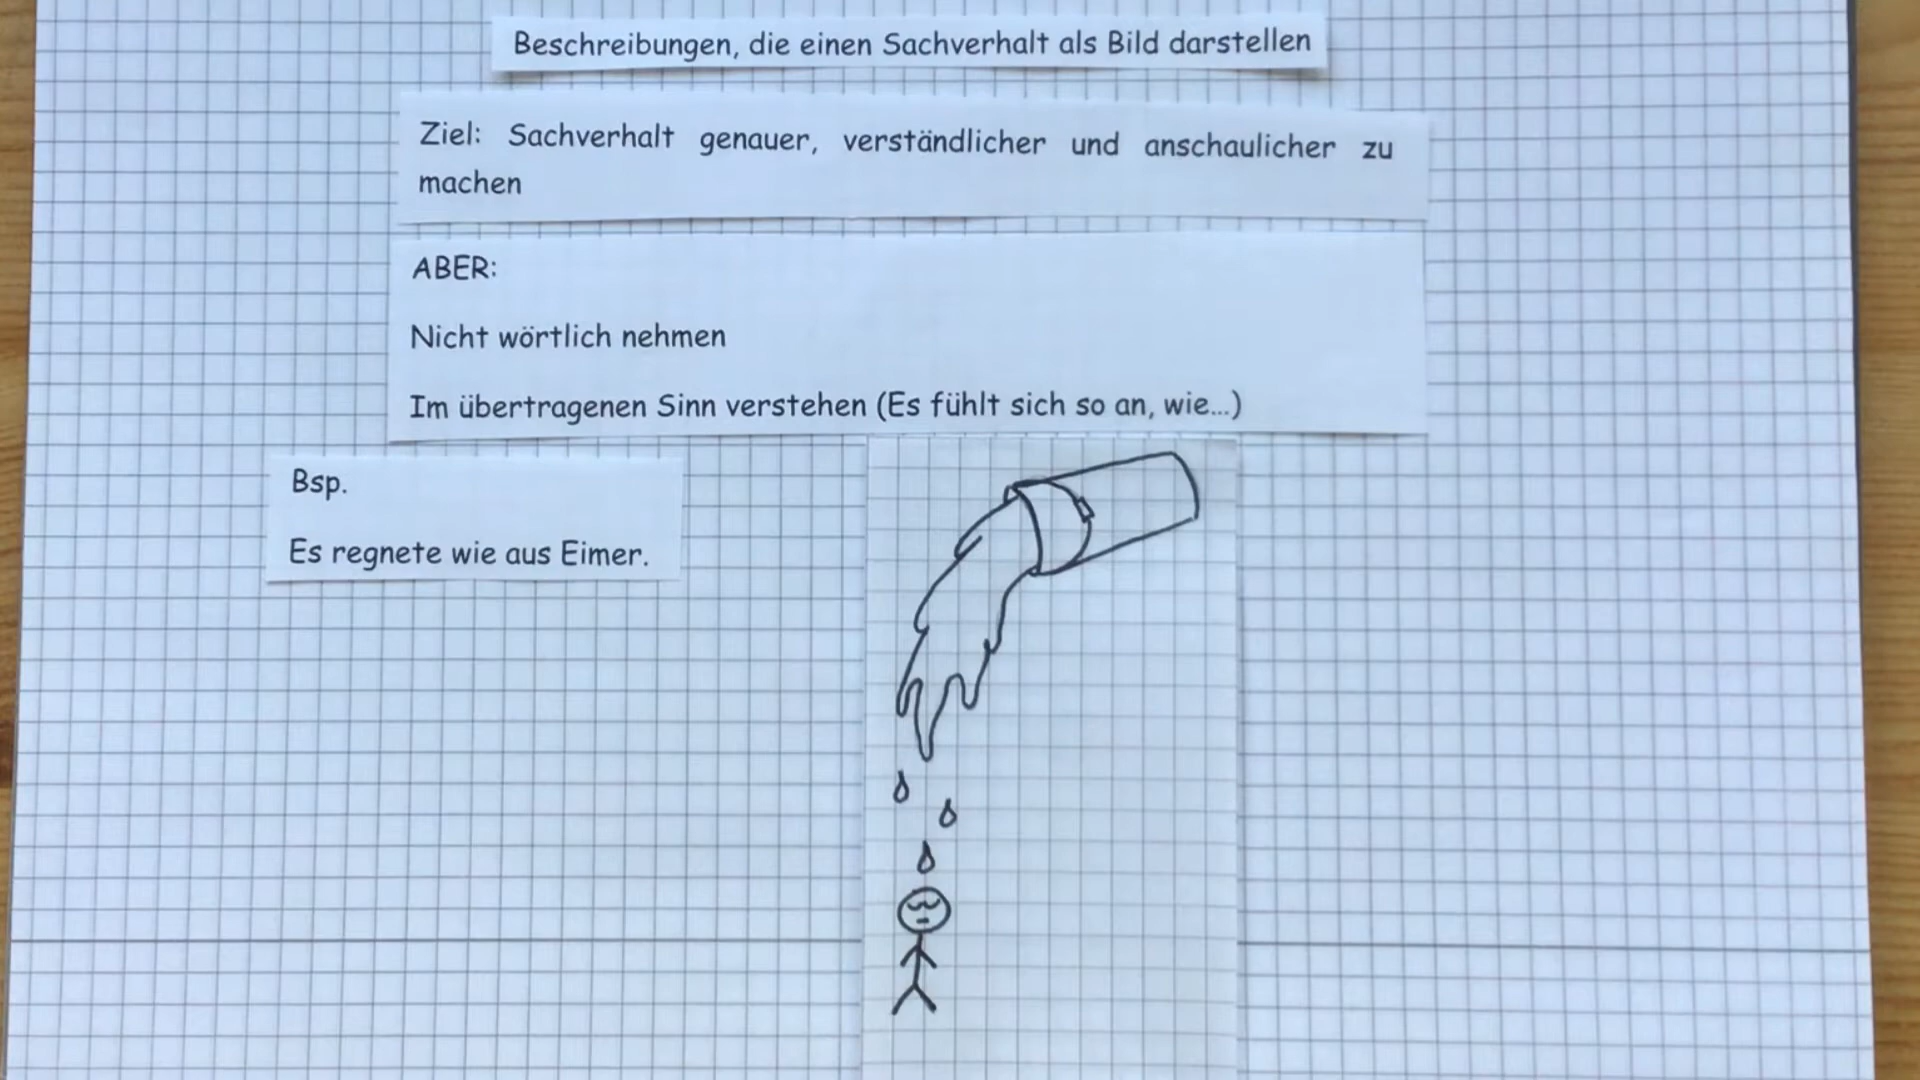 Beschreibungen, die einen Sachverhalt als Bild darstellen
Ziel: Sachverhalt genauer, verständlicher und anschaulicher zu
machen
ABER:
Nicht wörtlich nehmen
Im übertragenen Sinn verstehen (Es fühlt sich so an, wie...)
Bsp.
Es regnete wie aus Eimer.